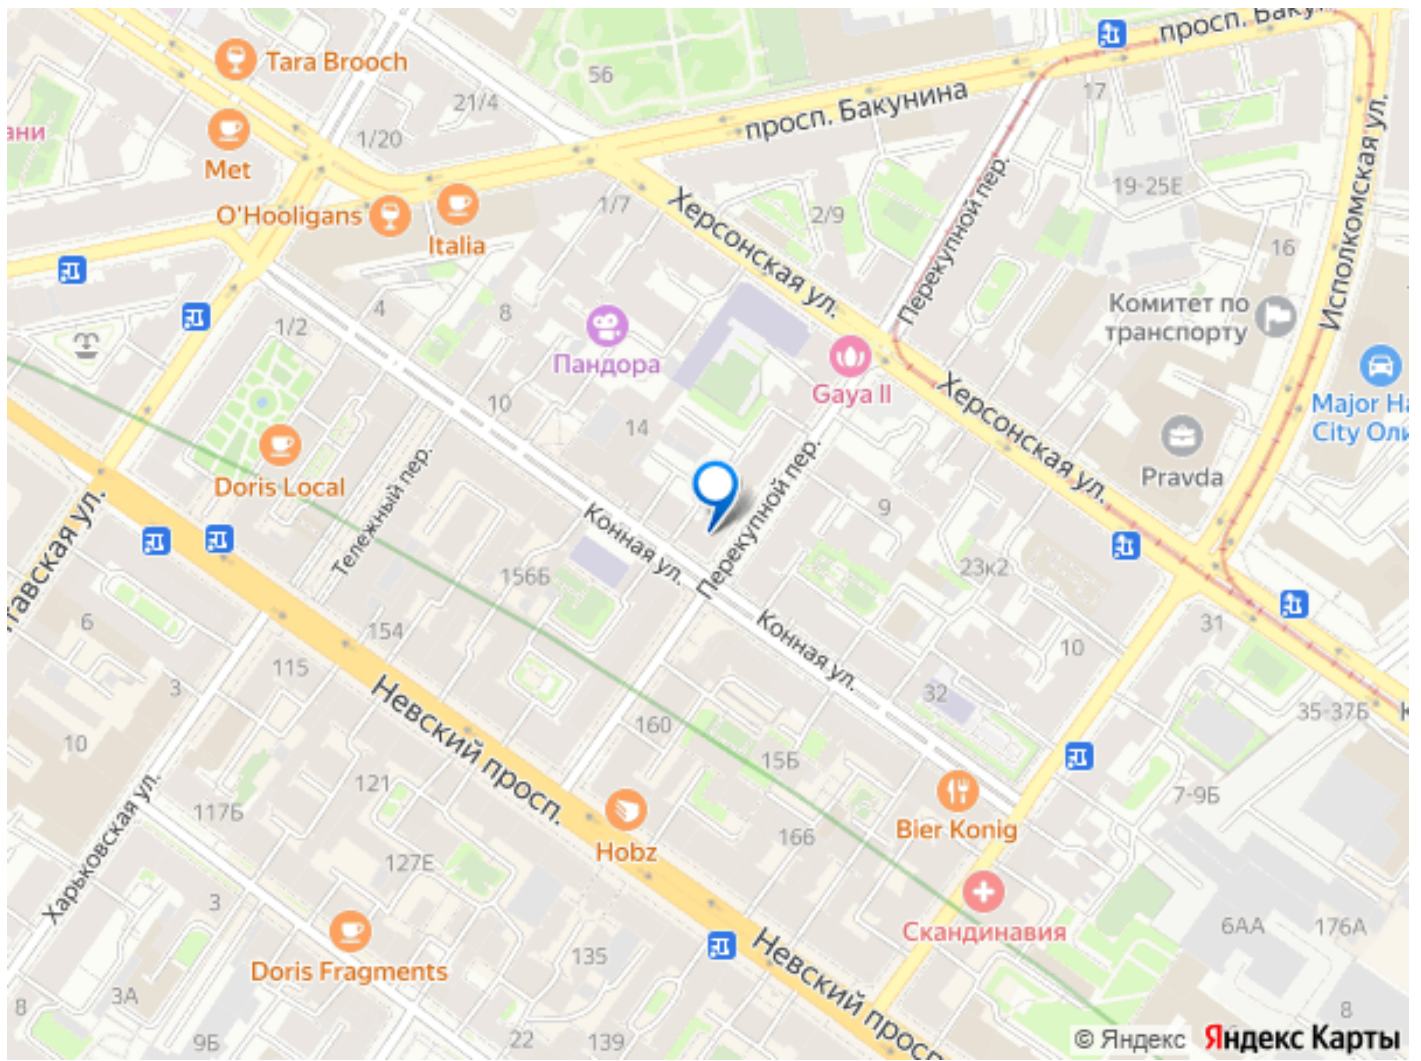 просп. Бакунина
Tara Brooch
56
21/4
17
просп. Бакунина
1/20
Met
Исполкомская ул.
Перекупной пер.
19-25Е
O'Hooligans
Italia
1/7
2/9
Херсонская ул.
16
Комитет по
транспорту
4
8
1/2
Пандора
Gaya II
Херсонская ул.
Major
City
10
14
Doris Local
Pravda
Тележный пер.
Перекупной пер.
9
Конная ул.
156Б
23к2
6
154
Конная ул.
31
10
115
3
32
Невский просп.
160
35-37Б
10
15Б
121
117Б
7-9Б
Bier Konig
Харьковская ул.
Hobz
166
127Е
3
Скандинавия
6АА
176А
Doris Fragments
135
Невский просп.
3А
8
8
9Б
22
139
© Яндекс
Яндекс Карты